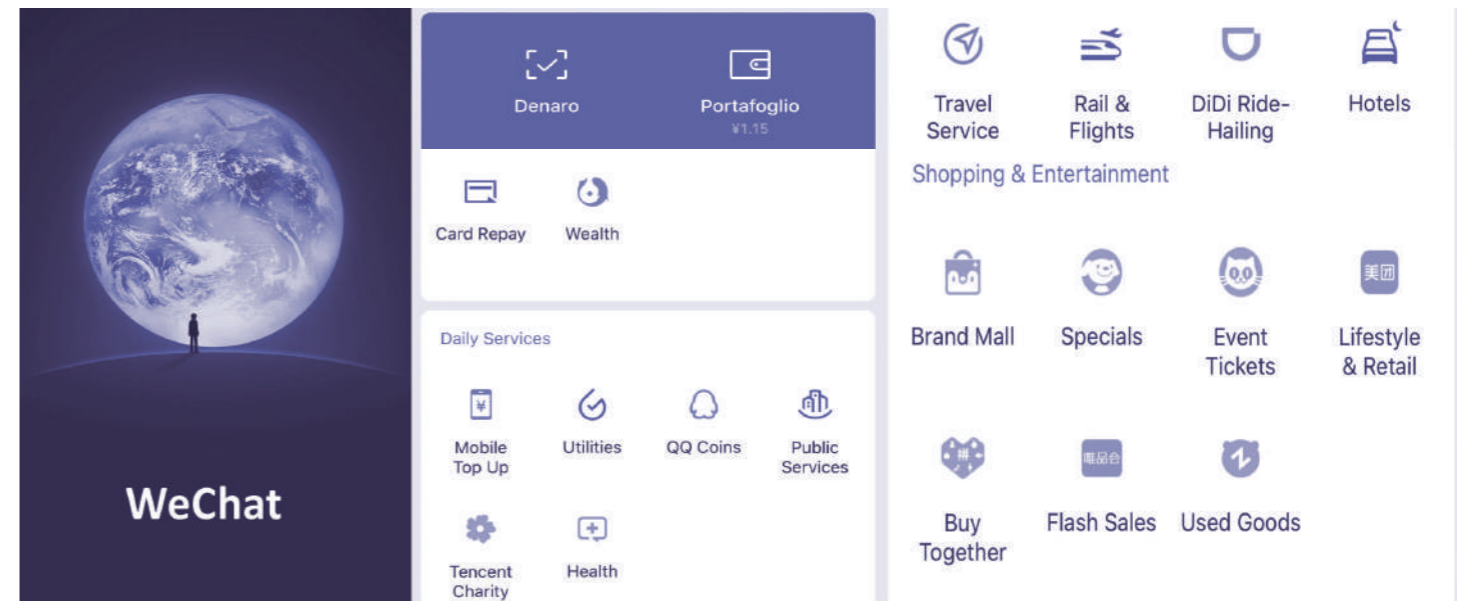 WeChat
Denaro
Portafoglio
¥1.15
Card Repay
Wealth
Daily Services
¥
Mobile
Top Up
Utilities
QQ Coins
Public
Services
Tencent
Charity
Health
Travel
Service
Rail &
Flights
DiDi Ride-
Hailing
Hotels
Shopping & Entertainment
Brand Mall
Specials
Event
Tickets
美团
Lifestyle
& Retail
拼
Buy
Together
唯品会
Flash Sales
Used Goods